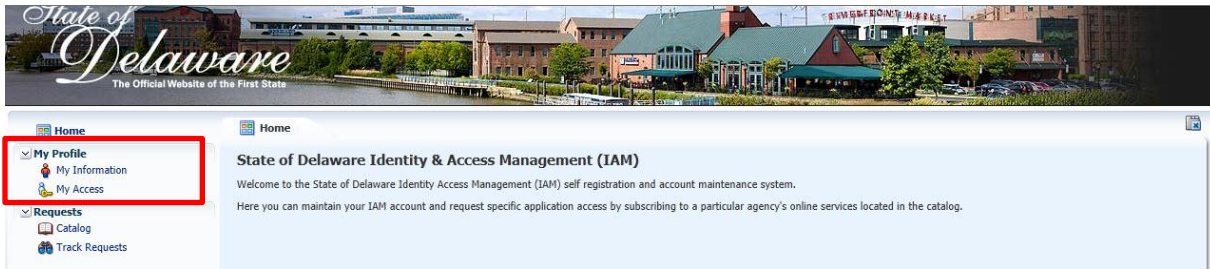 State of
Delaware
The Official Website of the First State
RIVERFRONT MARKET
Home
My Profile
My Information
My Access
Requests
Catalog
Track Requests
Home
State of Delaware Identity & Access Management (IAM)
Welcome to the State of Delaware Identity Access Management (IAM) self registration and account maintenance system.
Here you can maintain your IAM account and request specific application access by subscribing to a particular agency's online services located in the catalog.